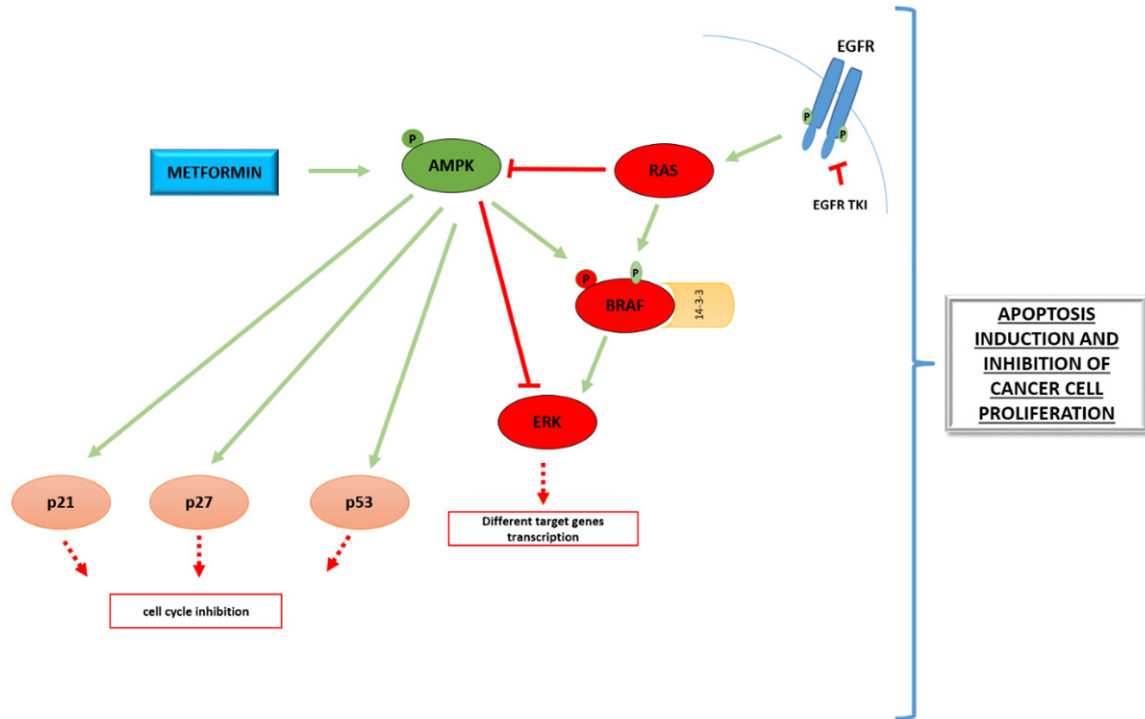 EGFR
P
P
EGFR TKI
P
AMPK
METFORMIN
RAS
P
P
BRAF
14-3-3
ERK
Different target genes
transcription
p21
p27
p53
cell cycle inhibition
APOPTOSIS
INDUCTION AND
INHIBITION OF
CANCER CELL
PROLIFERATION